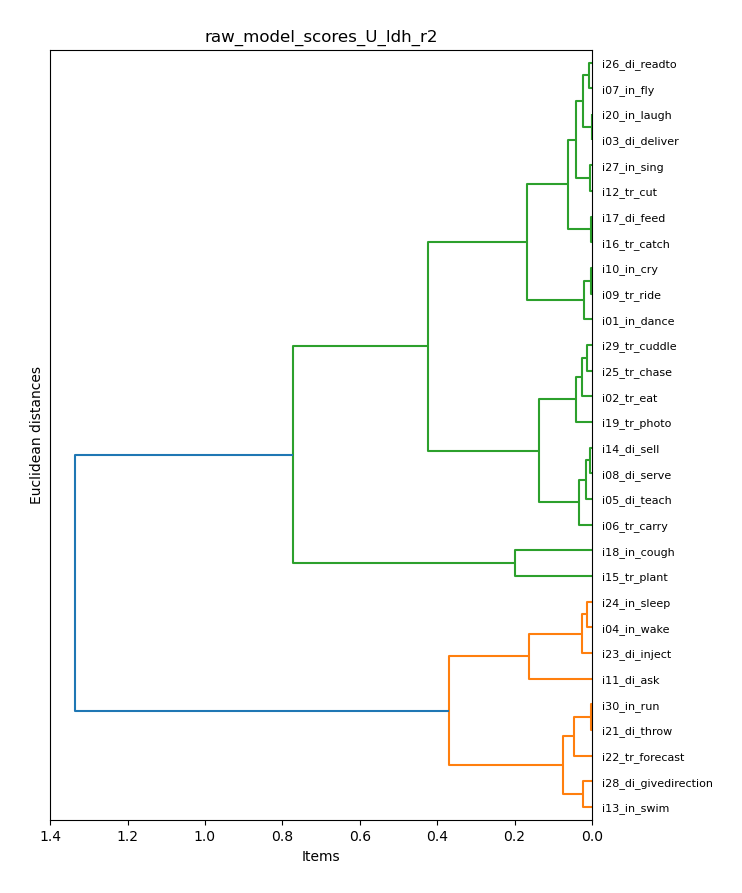 raw_model_scores_U_ldh_r2
i26_di_readto
i07_in_fly
i20_in_laugh
i03_di_deliver
i27_in_sing
i12_tr_cut
i17_di_feed
i16_tr_catch
i10_in_cry
i09_tr_ride
i01_in_dance
i29_tr_cuddle
i25_tr_chase
i02_tr_eat
i19_tr_photo
i14_di_sell
i08_di_serve
i05_di_teach
i06_tr_carry
i18_in_cough
i15_tr_plant
i24_in_sleep
i04_in_wake
i23_di_inject
i11_di_ask
i30_in_run
i21_di_throw
i22_tr_forecast
i28_di_givedirection
i13_in_swim
Euclidean distances
1.4 1.2 1.0 0.8 0.6 0.4 0.2 0.0
Items